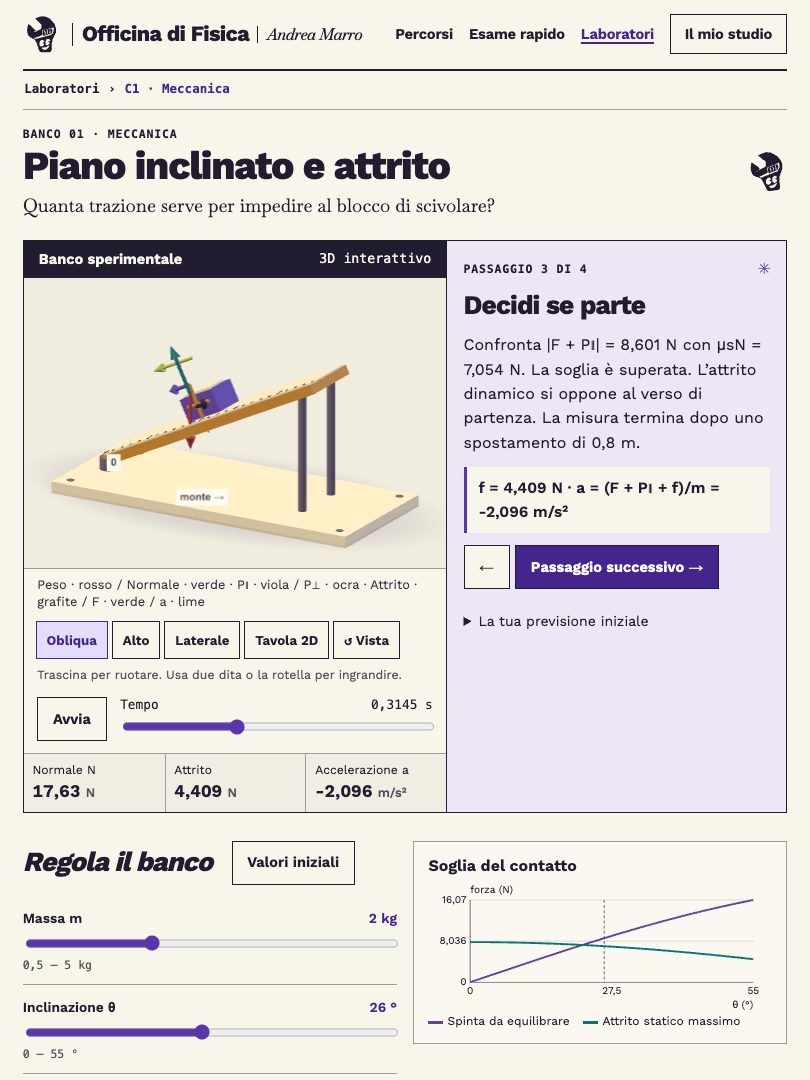 Officina di Fisica
Andrea Marro
Percorsi
Esame rapido
Laboratori
Il mio studio
Laboratori › C1 · Meccanica
BANCO 01 · MECCANICA
Piano inclinato e attrito
Quanta trazione serve per impedire al blocco di scivolare?
Banco sperimentale
3D interattivo
0
monte →
Peso · rosso / Normale · verde · P∥ · viola / P⊥ · ocra · Attrito ·
grafite / F · verde / a · lime
Obliqua
Alto
Laterale
Tavola 2D
↺ Vista
Trascina per ruotare. Usa due dita o la rotella per ingrandire.
Avvia
Tempo
0,3145 s
Normale N
17,63 N
Attrito
4,409 N
Accelerazione a
-2,096 m/s²
PASSAGGIO 3 DI 4
Decidi se parte
Confronta |F + P∥| = 8,601 N con μsN =
7,054 N. La soglia è superata. L’attrito
dinamico si oppone al verso di
partenza. La misura termina dopo uno
spostamento di 0,8 m.
f = 4,409 N · a = (F + P∥ + f)/m =
-2,096 m/s²
←
Passaggio successivo →
▶ La tua previsione iniziale
Regola il banco
Valori iniziali
Massa m
2 kg
0,5 — 5 kg
Inclinazione θ
26 °
0 — 55 °
Soglia del contatto
forza (N)
16,07
8,036
0
0
27,5
55
θ (°)
Spinta da equilibrare
Attrito statico massimo